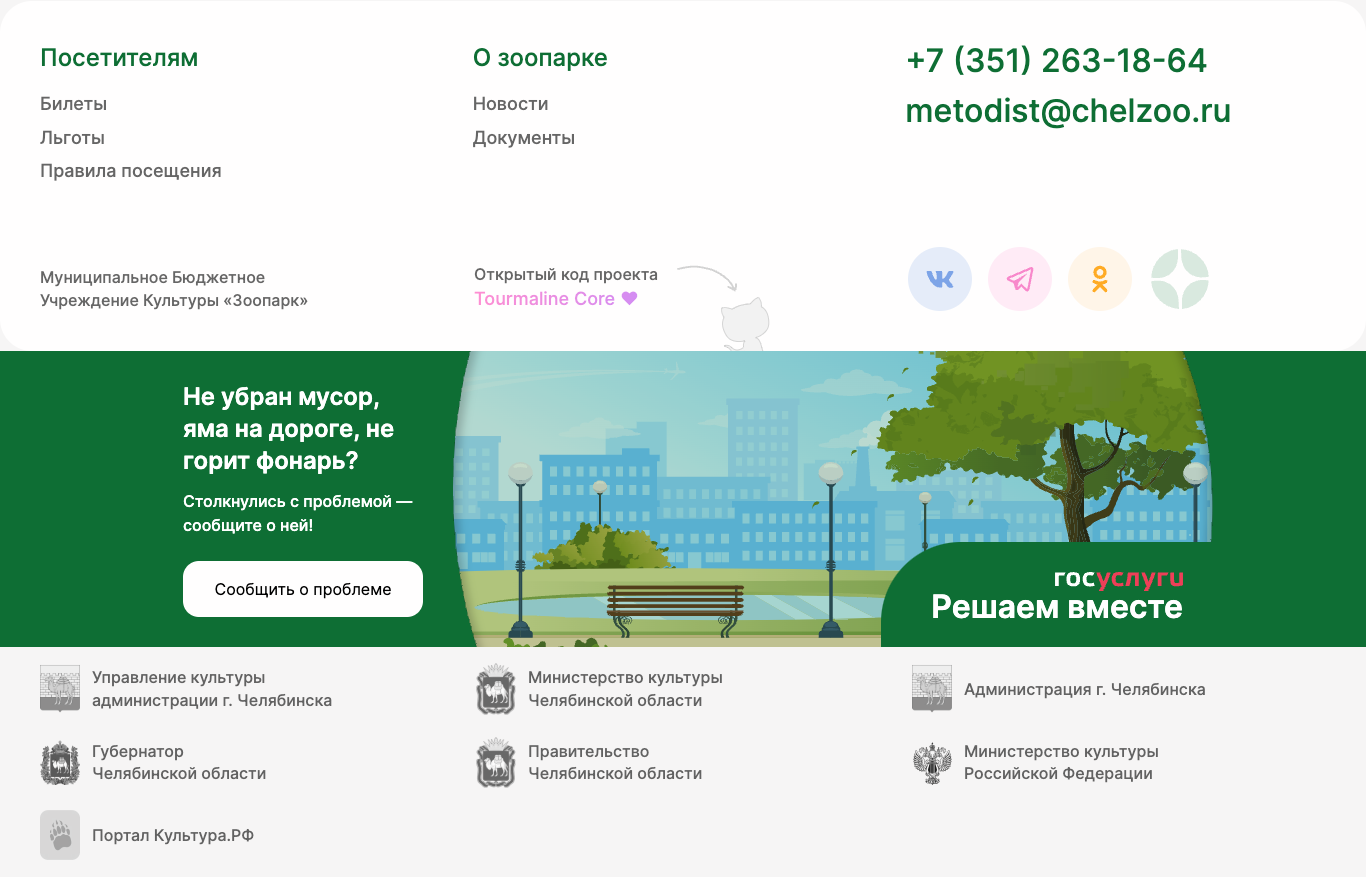 Посетителям
Билеты
Льготы
Правила посещения
О зоопарке
Новости
Документы
+7 (351) 263-18-64
metodist@chelzoo.ru
Муниципальное Бюджетное
Учреждение Культуры «Зоопарк»
Открытый код проекта
Tourmaline Core
Не убран мусор,
яма на дороге, не
горит фонарь?
Столкнулись с проблемой —
сообщите о ней!
Сообщить о проблеме
госуслуги
Решаем вместе
Управление культуры
администрации г. Челябинска
Министерство культуры
Челябинской области
Администрация г. Челябинска
Губернатор
Челябинской области
Правительство
Челябинской области
Министерство культуры
Российской Федерации
Портал Культура.РФ